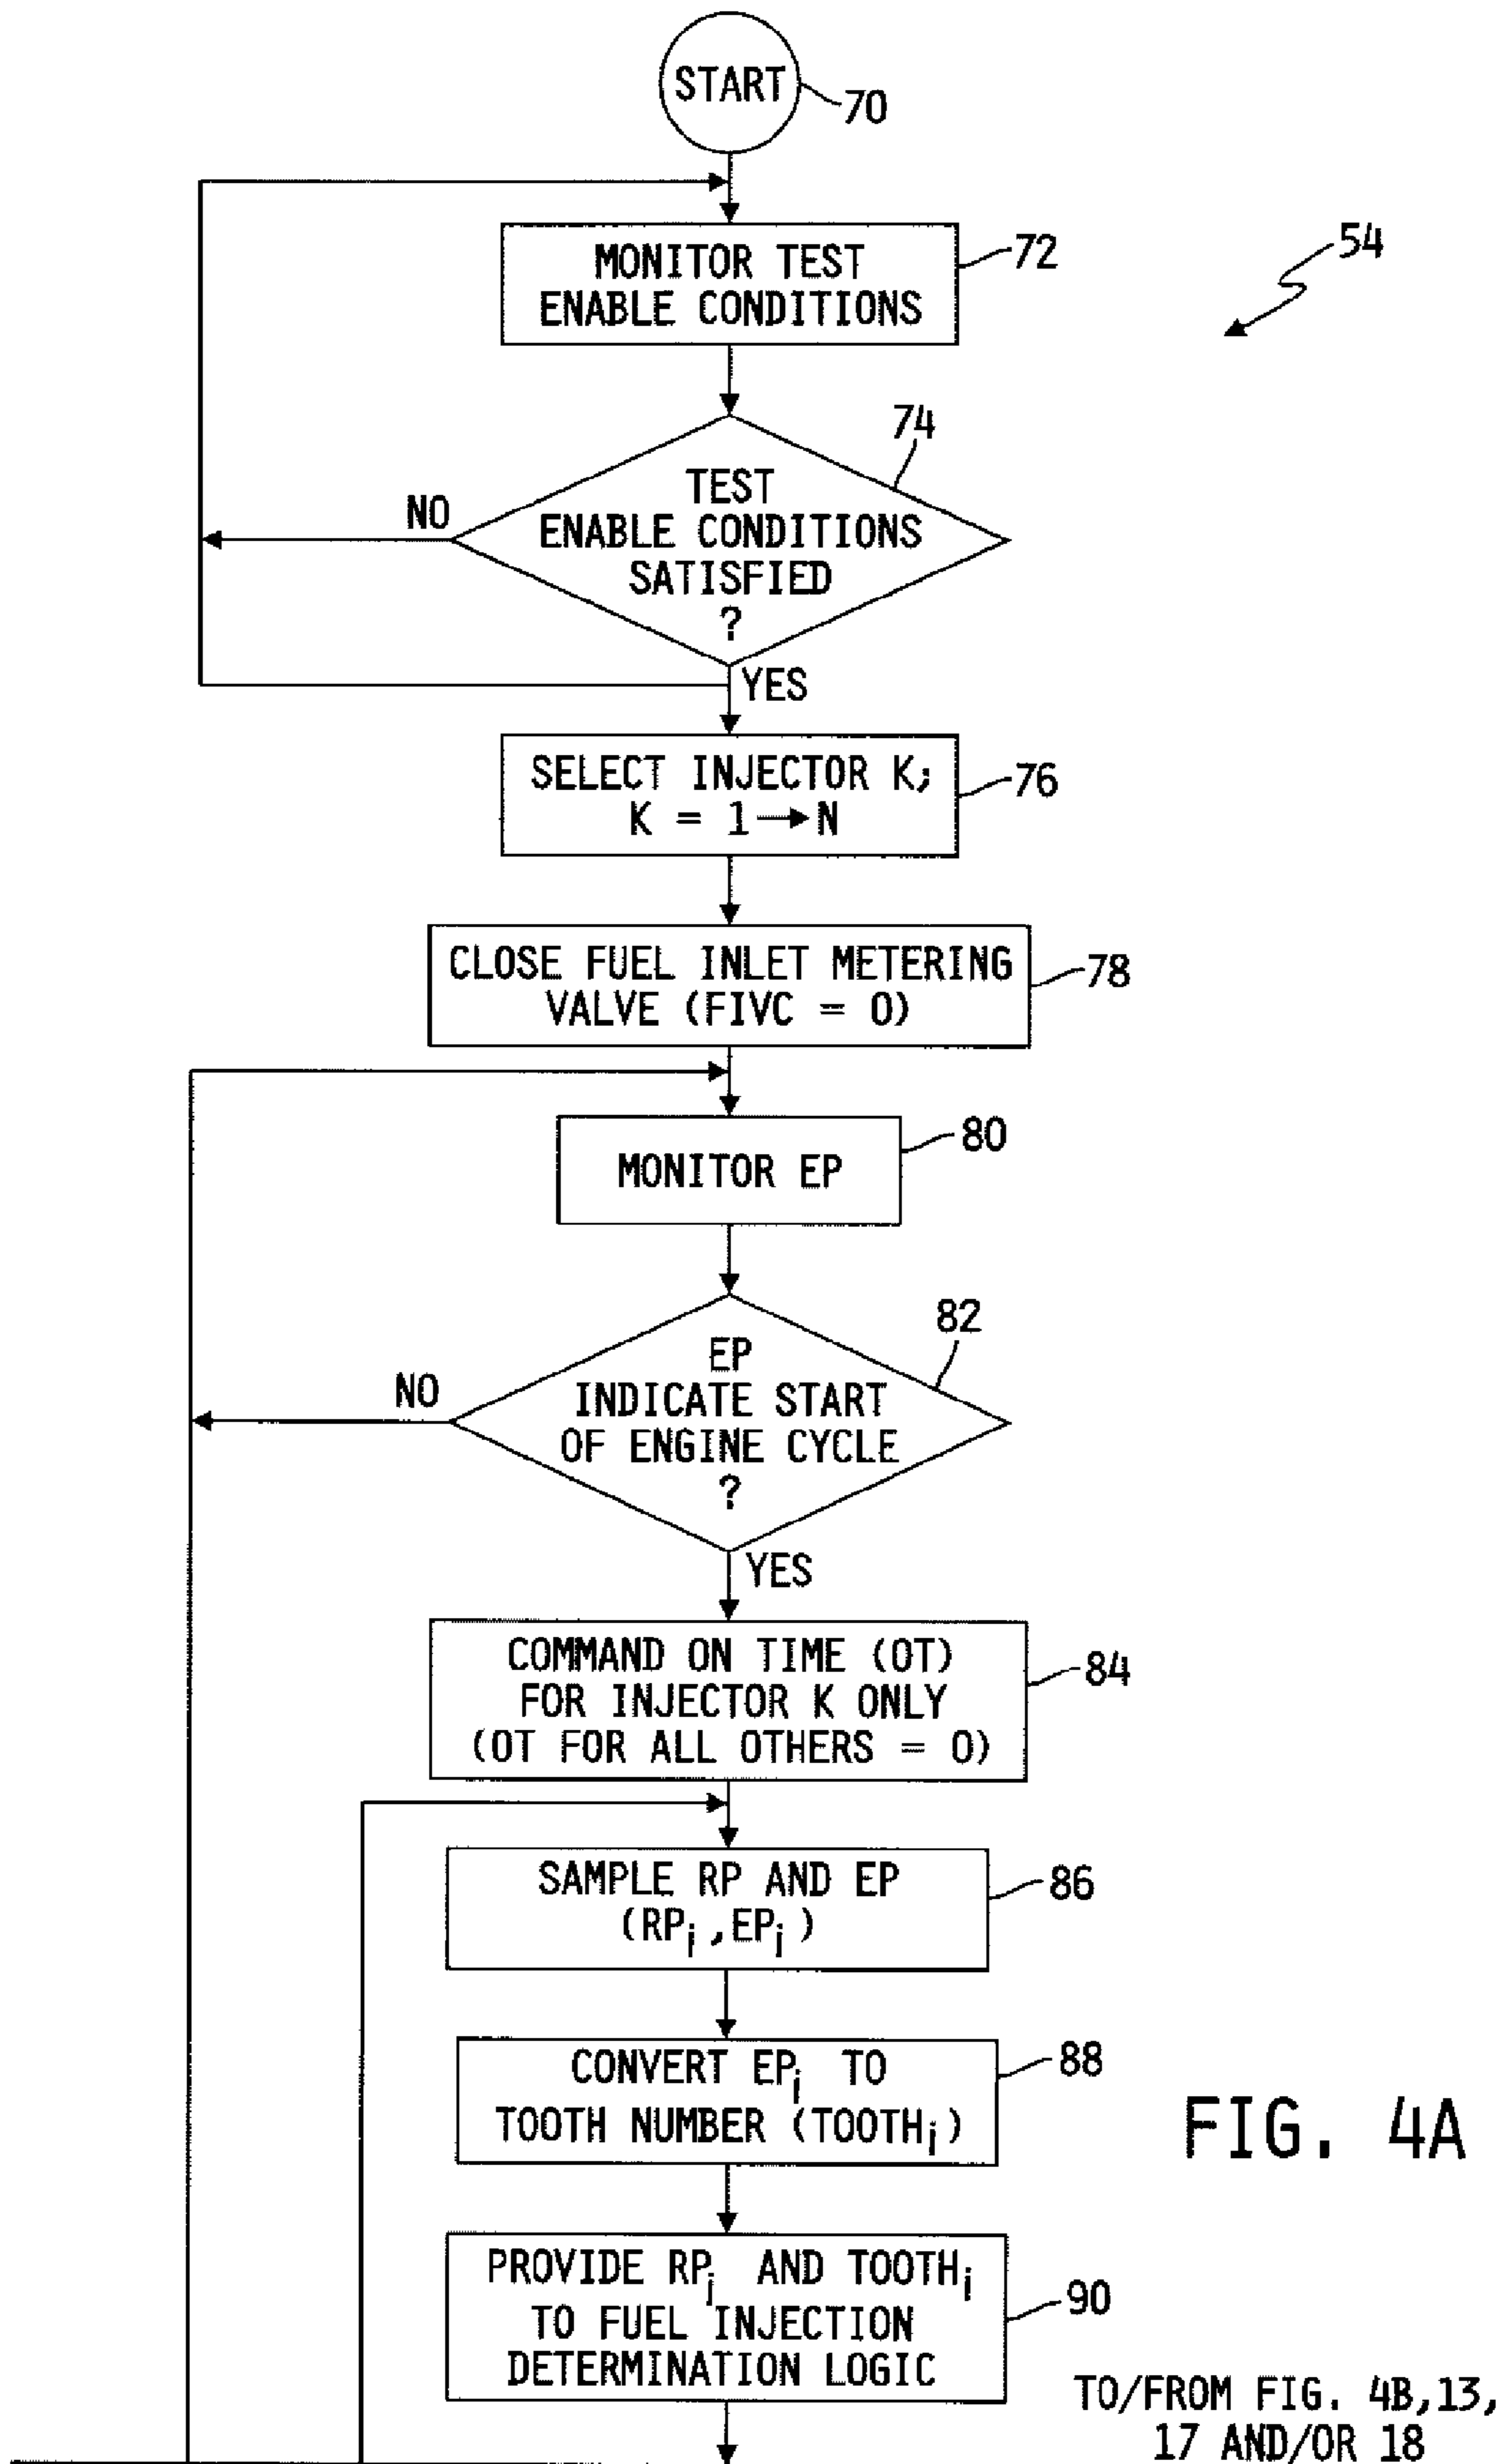 START
70
MONITOR TEST
ENABLE CONDITIONS
72
54
74
TEST
ENABLE CONDITIONS
SATISFIED
?
NO
YES
SELECT INJECTOR K;
K = 1 → N
76
CLOSE FUEL INLET METERING
VALVE (FIVC = 0)
78
MONITOR EP
80
82
EP
INDICATE START
OF ENGINE CYCLE
?
NO
YES
COMMAND ON TIME (OT)
FOR INJECTOR K ONLY
(OT FOR ALL OTHERS = 0)
84
SAMPLE RP AND EP
(RPi,EPi)
86
CONVERT EPi TO
TOOTH NUMBER (TOOTHi)
88
PROVIDE RPi AND TOOTHi
TO FUEL INJECTION
DETERMINATION LOGIC
90
FIG. 4A
TO/FROM FIG. 4B,13,
17 AND/OR 18